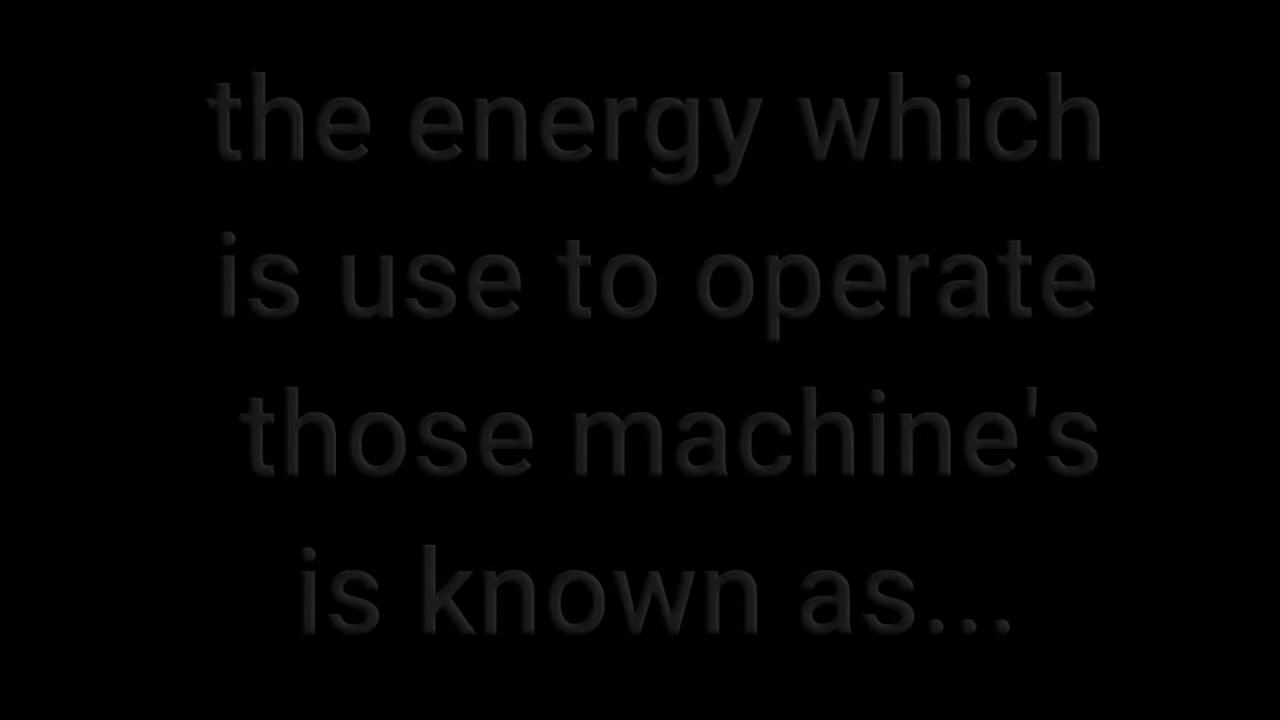 the energy which
is use to operate
those machine's
is known as...